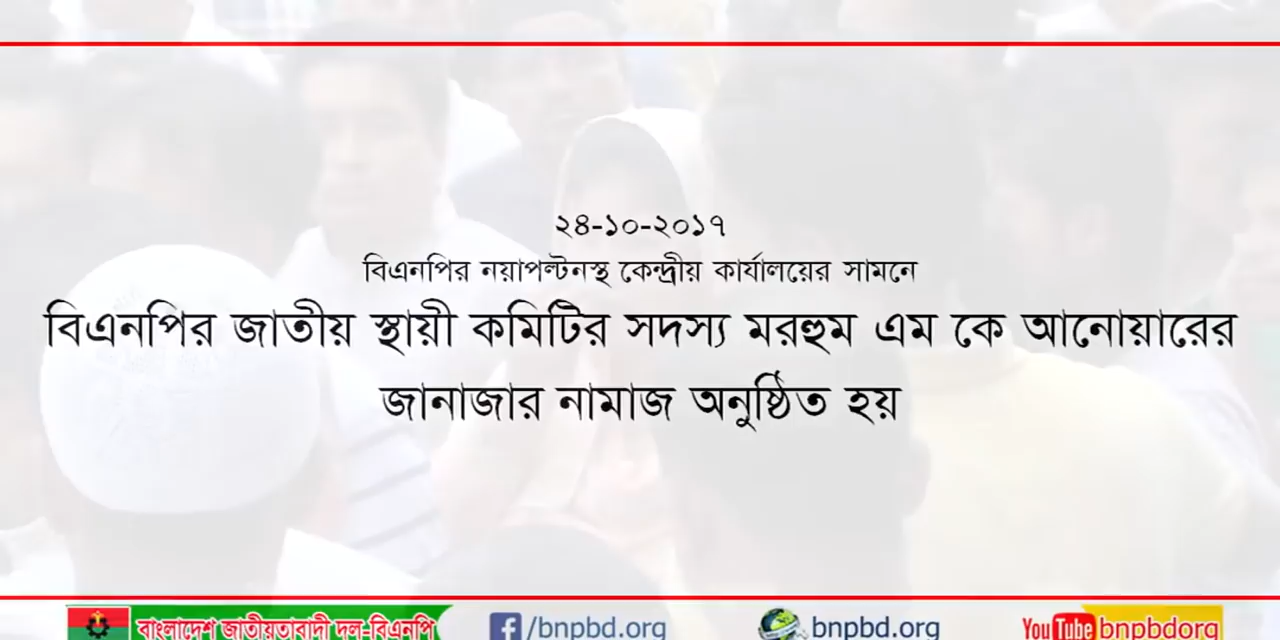 ২৪-১০-২০১৭
বিএনপির নয়াপল্টনস্থ কেন্দ্রীয় কার্যালয়ের সামনে
বিএনপির জাতীয় স্থায়ী কমিটির সদস্য মরহুম এম কে আনোয়ারের
জানাজার নামাজ অনুষ্ঠিত হয়
বাংলাদেশ জাতীয়তাবাদী দল-বিএনপি f/bnpbd.org bnpbd.org YouTube bnpbdorg